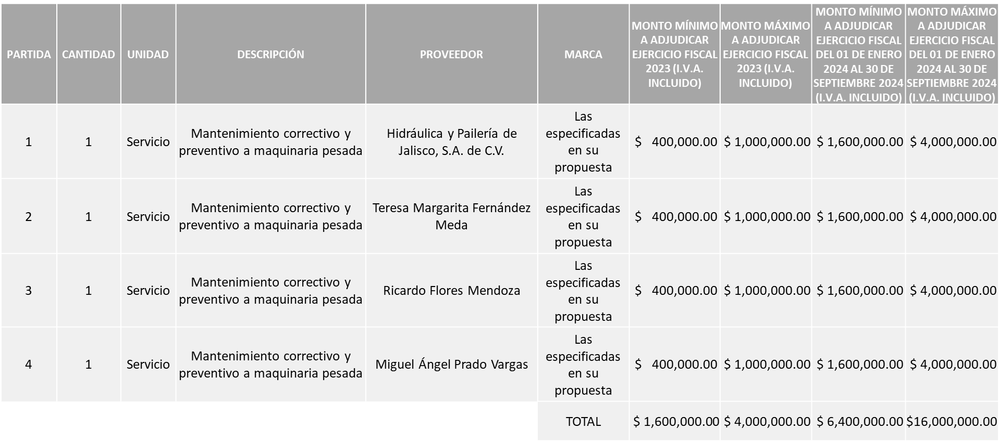 PARTIDA
CANTIDAD
UNIDAD
DESCRIPCIÓN
PROVEEDOR
MARCA
MONTO MÍNIMO
A ADJUDICAR
EJERCICIO FISCAL
2023 (I.V.A.
INCLUIDO)
MONTO MÁXIMO
A ADJUDICAR
EJERCICIO FISCAL
2023 (I.V.A.
INCLUIDO)
MONTO MÍNIMO
A ADJUDICAR
EJERCICIO FISCAL
DEL 01 DE ENERO
2024 AL 30 DE
SEPTIEMBRE 2024
(I.V.A. INCLUIDO)
MONTO MÁXIMO
A ADJUDICAR
EJERCICIO FISCAL
DEL 01 DE ENERO
2024 AL 30 DE
SEPTIEMBRE 2024
(I.V.A. INCLUIDO)
1
1
Servicio
Mantenimiento correctivo y
preventivo a maquinaria pesada
Hidráulica y Pailería de
Jalisco, S.A. de C.V.
Las
especificadas
en su
propuesta
$ 400,000.00
$ 1,000,000.00
$ 1,600,000.00
$ 4,000,000.00
2
1
Servicio
Mantenimiento correctivo y
preventivo a maquinaria pesada
Teresa Margarita Fernández
Meda
Las
especificadas
en su
propuesta
$ 400,000.00
$ 1,000,000.00
$ 1,600,000.00
$ 4,000,000.00
3
1
Servicio
Mantenimiento correctivo y
preventivo a maquinaria pesada
Ricardo Flores Mendoza
Las
especificadas
en su
propuesta
$ 400,000.00
$ 1,000,000.00
$ 1,600,000.00
$ 4,000,000.00
4
1
Servicio
Mantenimiento correctivo y
preventivo a maquinaria pesada
Miguel Ángel Prado Vargas
Las
especificadas
en su
propuesta
$ 400,000.00
$ 1,000,000.00
$ 1,600,000.00
$ 4,000,000.00
TOTAL
$ 1,600,000.00
$ 4,000,000.00
$ 6,400,000.00
$16,000,000.00